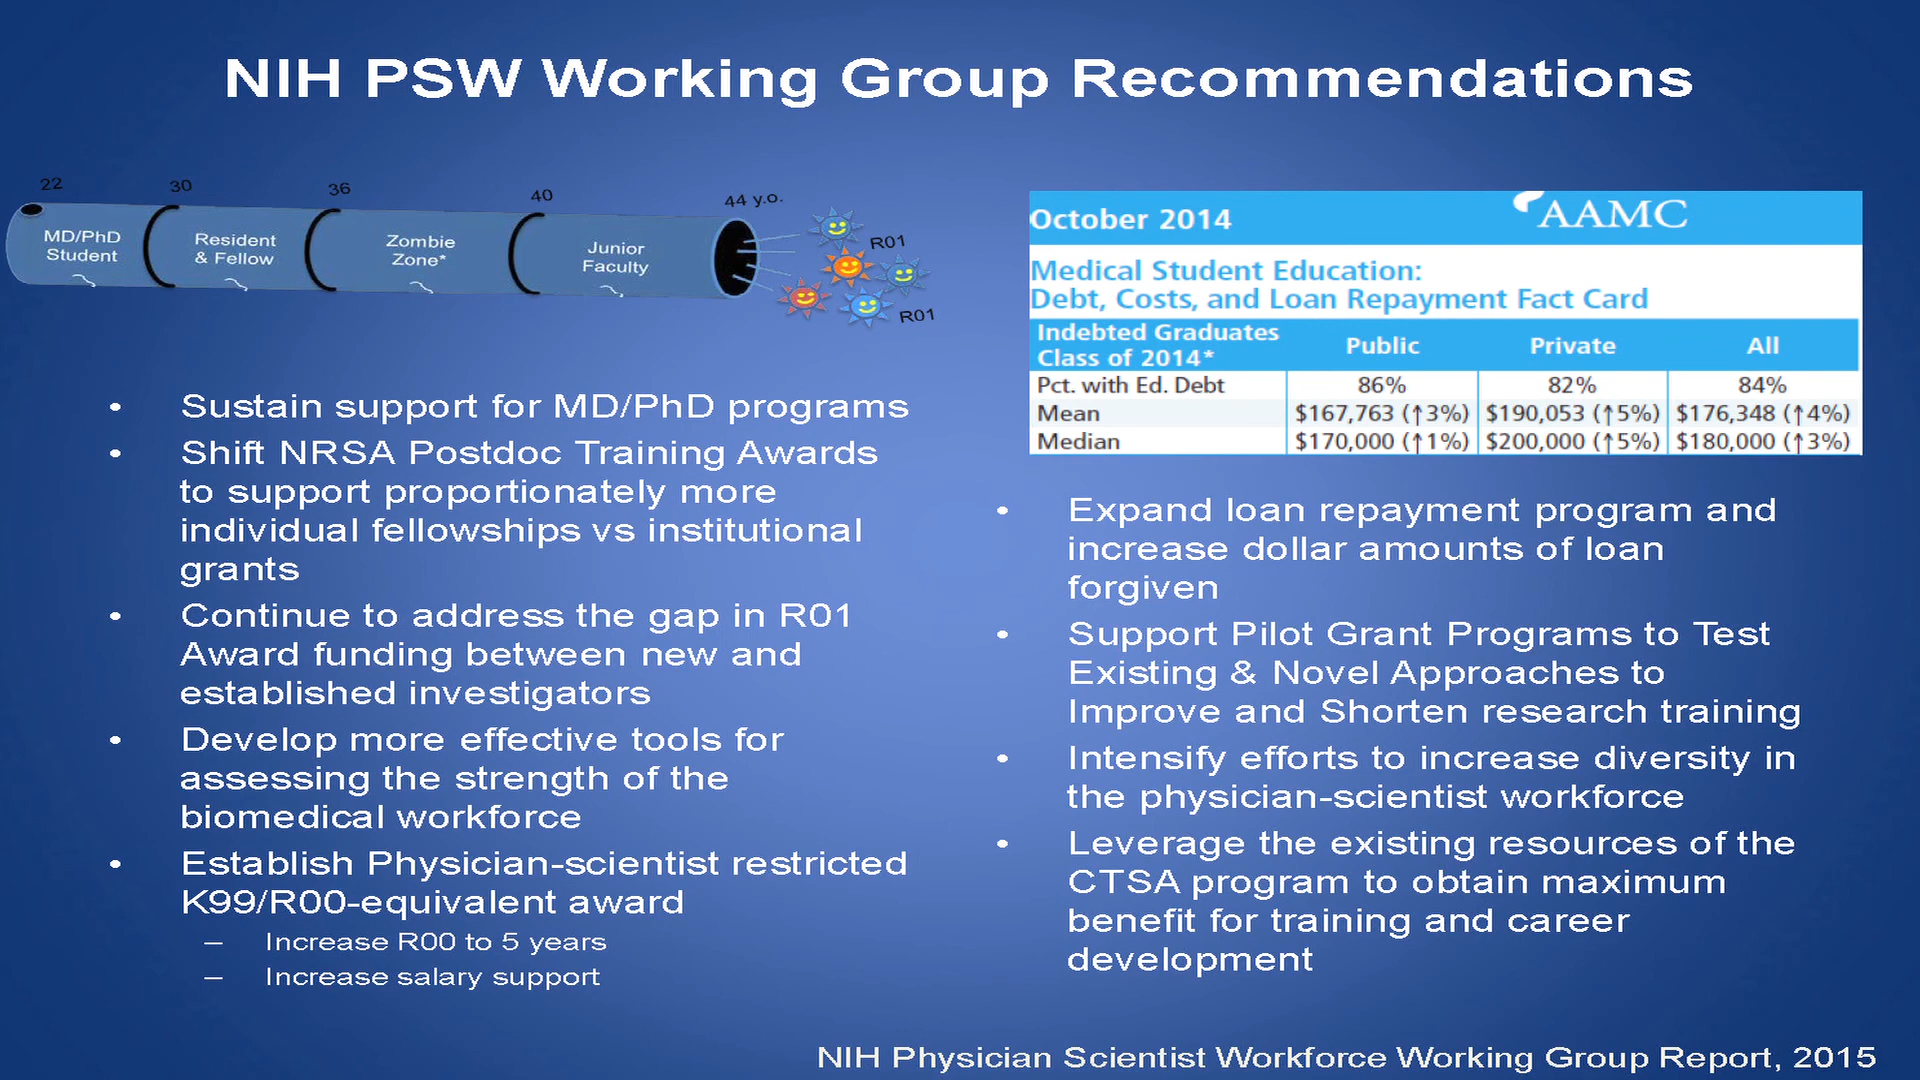 NIH PSW Working Group Recommendations
22
30
36
40
44 y.o.
MD/PhD
Student
Resident
& Fellow
Zombie
Zone*
Junior
Faculty
R01
R01
• Sustain support for MD/PhD programs
• Shift NRSA Postdoc Training Awards
to support proportionately more
individual fellowships vs institutional
grants
• Continue to address the gap in R01
Award funding between new and
established investigators
• Develop more effective tools for
assessing the strength of the
biomedical workforce
• Establish Physician-scientist restricted
K99/R00-equivalent award
– Increase R00 to 5 years
– Increase salary support
October 2014 AAMC
Medical Student Education:
Debt, Costs, and Loan Repayment Fact Card
Indebted Graduates
Class of 2014* Public Private All
Pct. with Ed. Debt 86% 82% 84%
Mean $167,763 (↑3%) $190,053 (↑5%) $176,348 (↑4%)
Median $170,000 (↑1%) $200,000 (↑5%) $180,000 (↑3%)
• Expand loan repayment program and
increase dollar amounts of loan
forgiven
• Support Pilot Grant Programs to Test
Existing & Novel Approaches to
Improve and Shorten research training
• Intensify efforts to increase diversity in
the physician-scientist workforce
• Leverage the existing resources of the
CTSA program to obtain maximum
benefit for training and career
development
NIH Physician Scientist Workforce Working Group Report, 2015